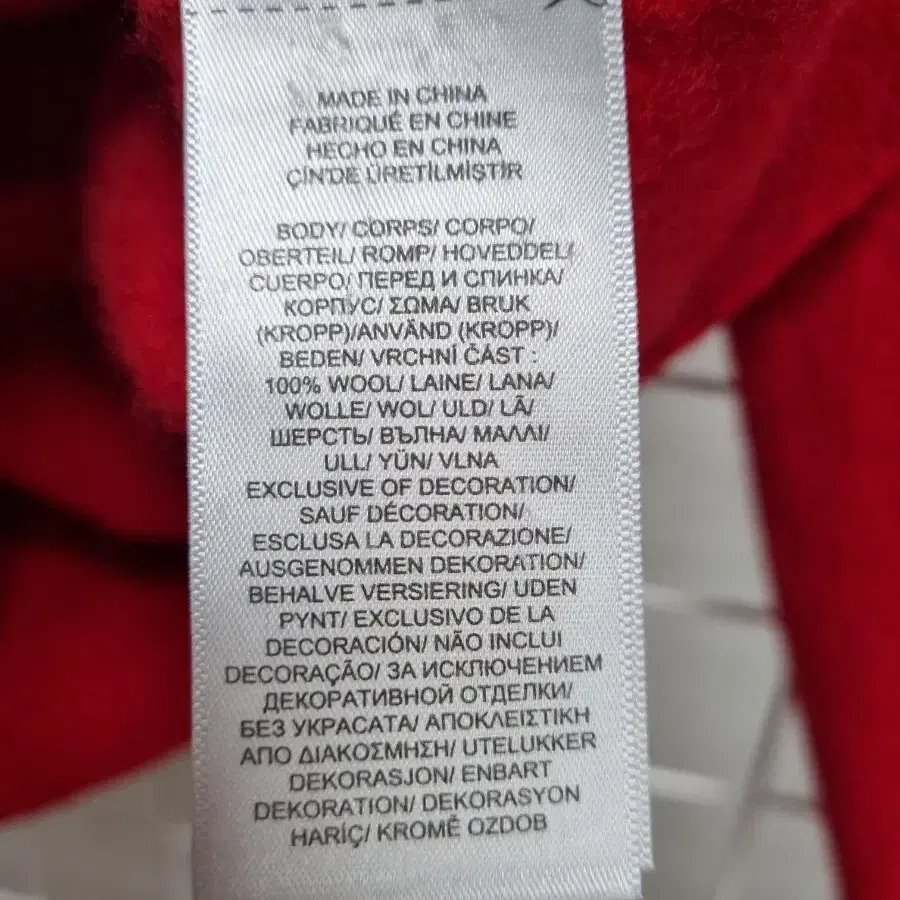 MADE IN CHINA
FABRIQUÉ EN CHINE
HECHO EN CHINA
ÇİN'DE ÜRETİLMİŞTİR
BODY/ CORPS/ CORPO/
OBERTEIL/ ROMP/ HOVEDDEL/
CUERPO/ ПЕРЕД И СПИНКА/
КОРПУС/ ΣΩΜΑ/ BRUK
(KROPP)/ANVÄND (KROPP)/
BEDEN/ VRCHNÍ ČÁST :
100% WOOL/ LAINE/ LANA/
WOLLE/ WOL/ ULD/ LÃ/
ШЕРСТЬ/ ВЪЛНА/ ΜΑΛΛΙ/
ULL/ YÜN/ VLNA
EXCLUSIVE OF DECORATION/
SAUF DÉCORATION/
ESCLUSA LA DECORAZIONE/
AUSGENOMMEN DEKORATION/
BEHALVE VERSIERING/ UDEN
PYNT/ EXCLUSIVO DE LA
DECORACIÓN/ NÃO INCLUI
DECORAÇÃO/ ЗА ИСКЛЮЧЕНИЕМ
ДЕКОРАТИВНОЙ ОТДЕЛКИ/
БЕЗ УКРАСАТА/ ΑΠΟΚΛΕΙΣΤΙΚΗ
ΑΠΟ ΔΙΑΚΟΣΜΗΣΗ/ UTELUKKER
DEKORASJON/ ENBART
DEKORATION/ DEKORASYON
HARİÇ/ KROMĚ OZDOB